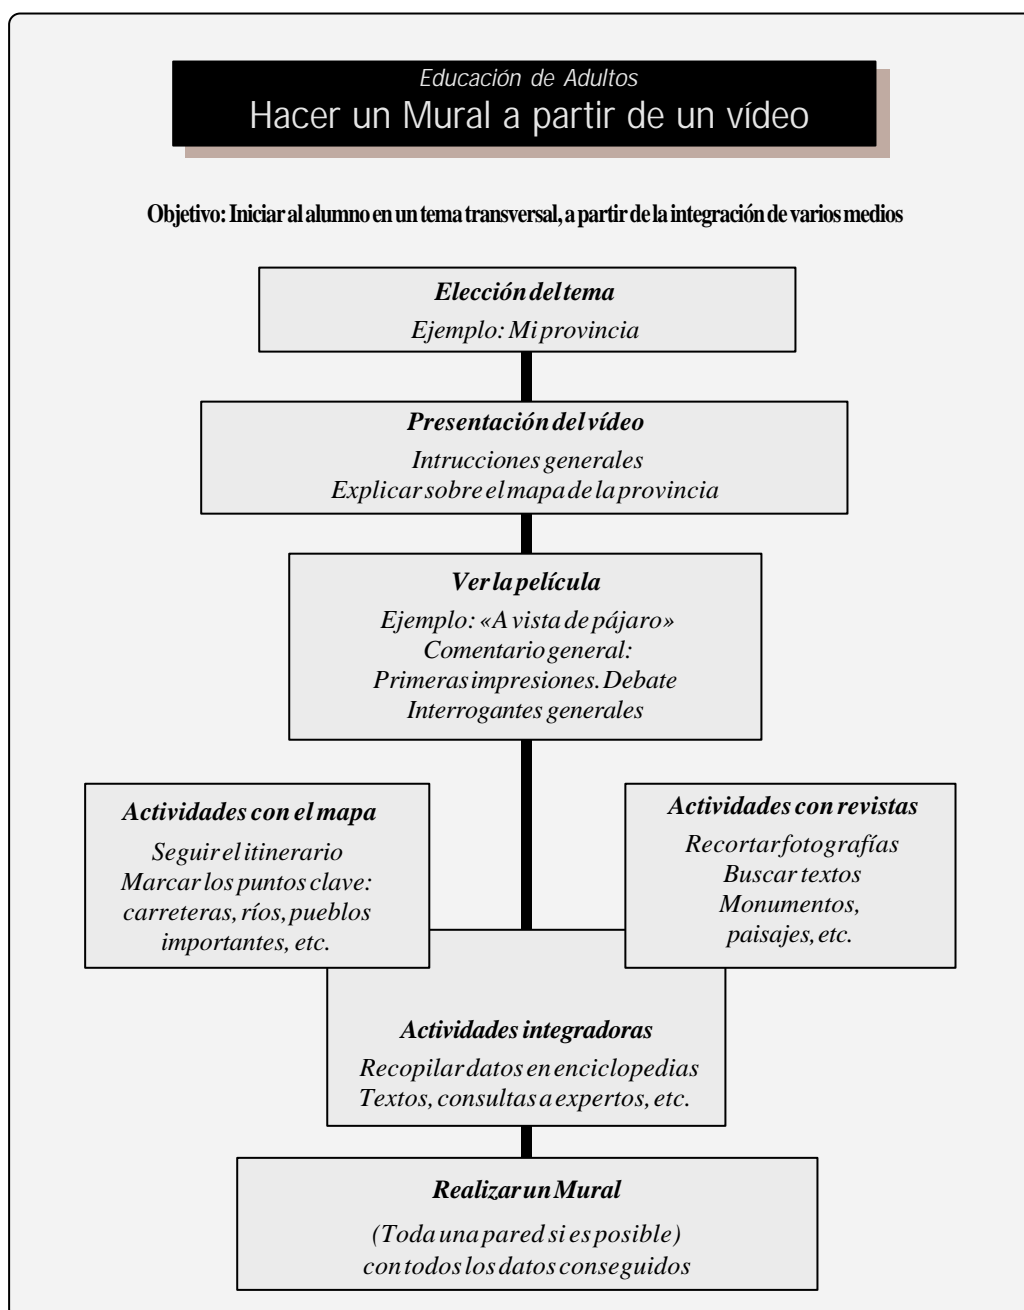 Educación de Adultos
Hacer un Mural a partir de un vídeo
Objetivo: Iniciar al alumno en un tema transversal, a partir de la integración de varios medios
Elección del tema
Ejemplo: Mi provincia
Presentación del vídeo
Intrucciones generales
Explicar sobre el mapa de la provincia
Ver la película
Ejemplo: «A vista de pájaro»
Comentario general:
Primeras impresiones. Debate
Interrogantes generales
Actividades con el mapa
Seguir el itinerario
Marcar los puntos clave:
carreteras, ríos, pueblos
importantes, etc.
Actividades con revistas
Recortar fotografías
Buscar textos
Monumentos,
paisajes, etc.
Actividades integradoras
Recopilar datos en enciclopedias
Textos, consultas a expertos, etc.
Realizar un Mural
(Toda una pared si es posible)
con todos los datos conseguidos